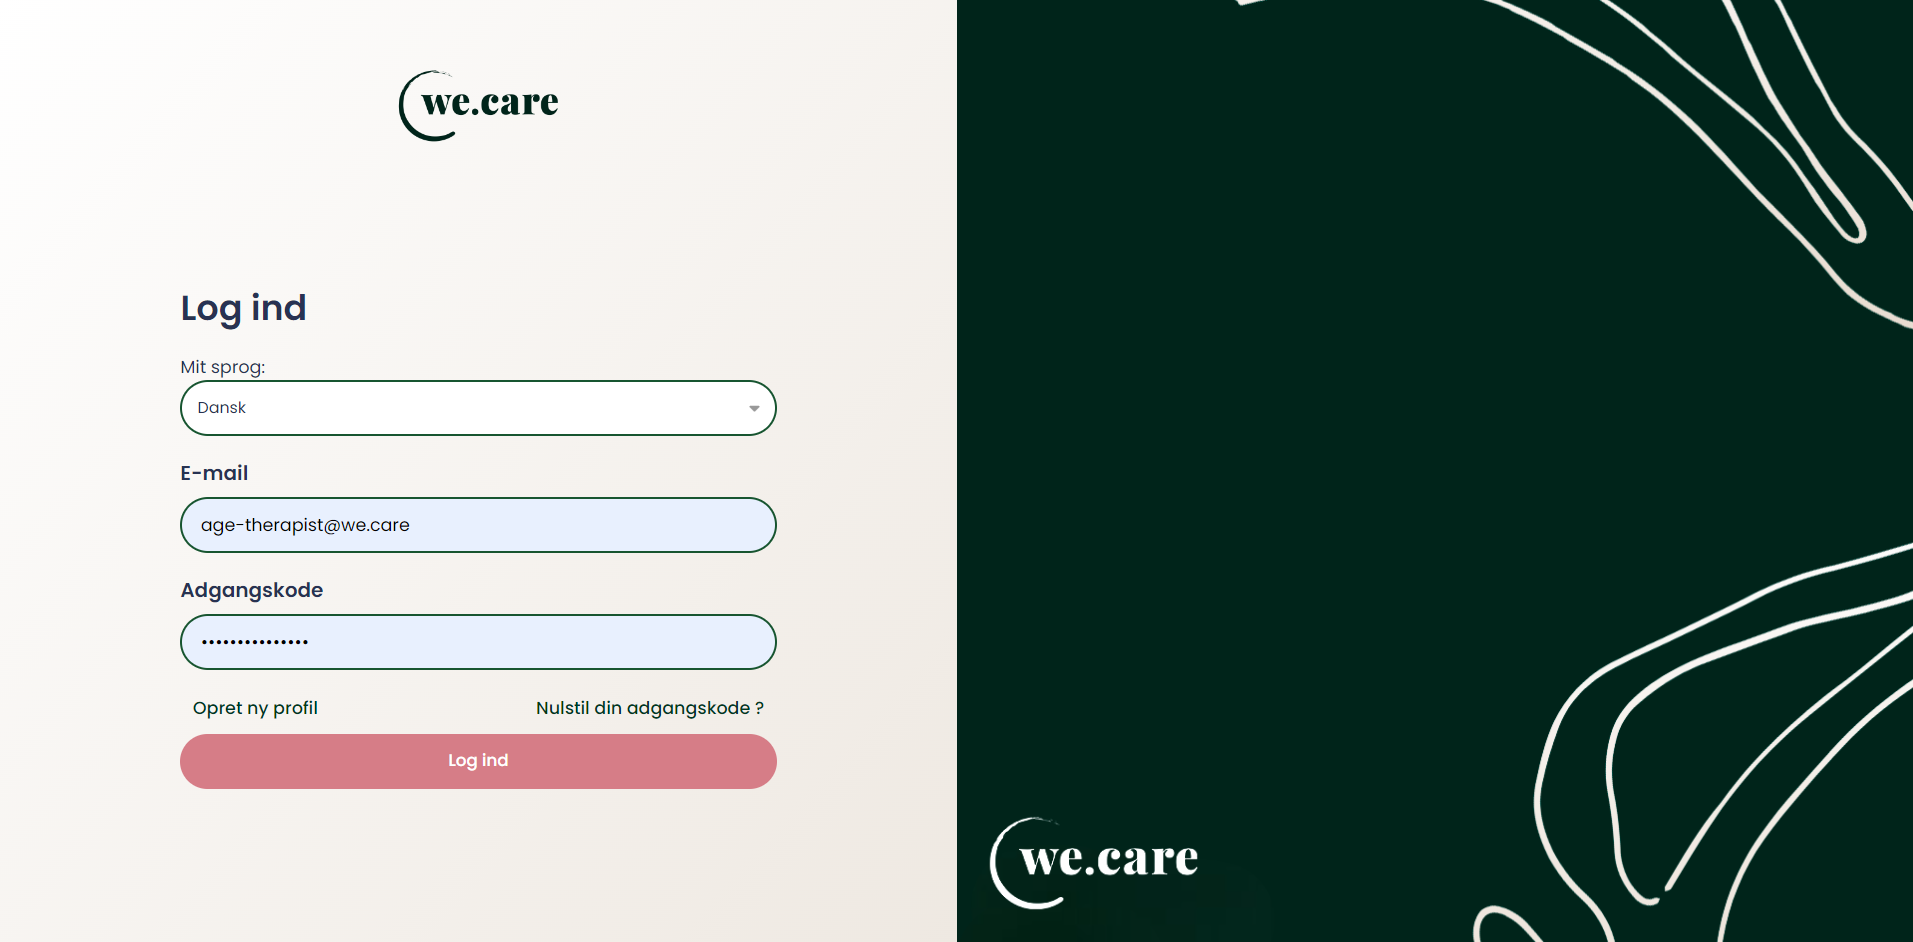 we.care
Log ind
Mit sprog:
Dansk
E-mail
age-therapist@we.care
Adgangskode
•••••••••••••••
Opret ny profil
Nulstil din adgangskode ?
Log ind
we.care